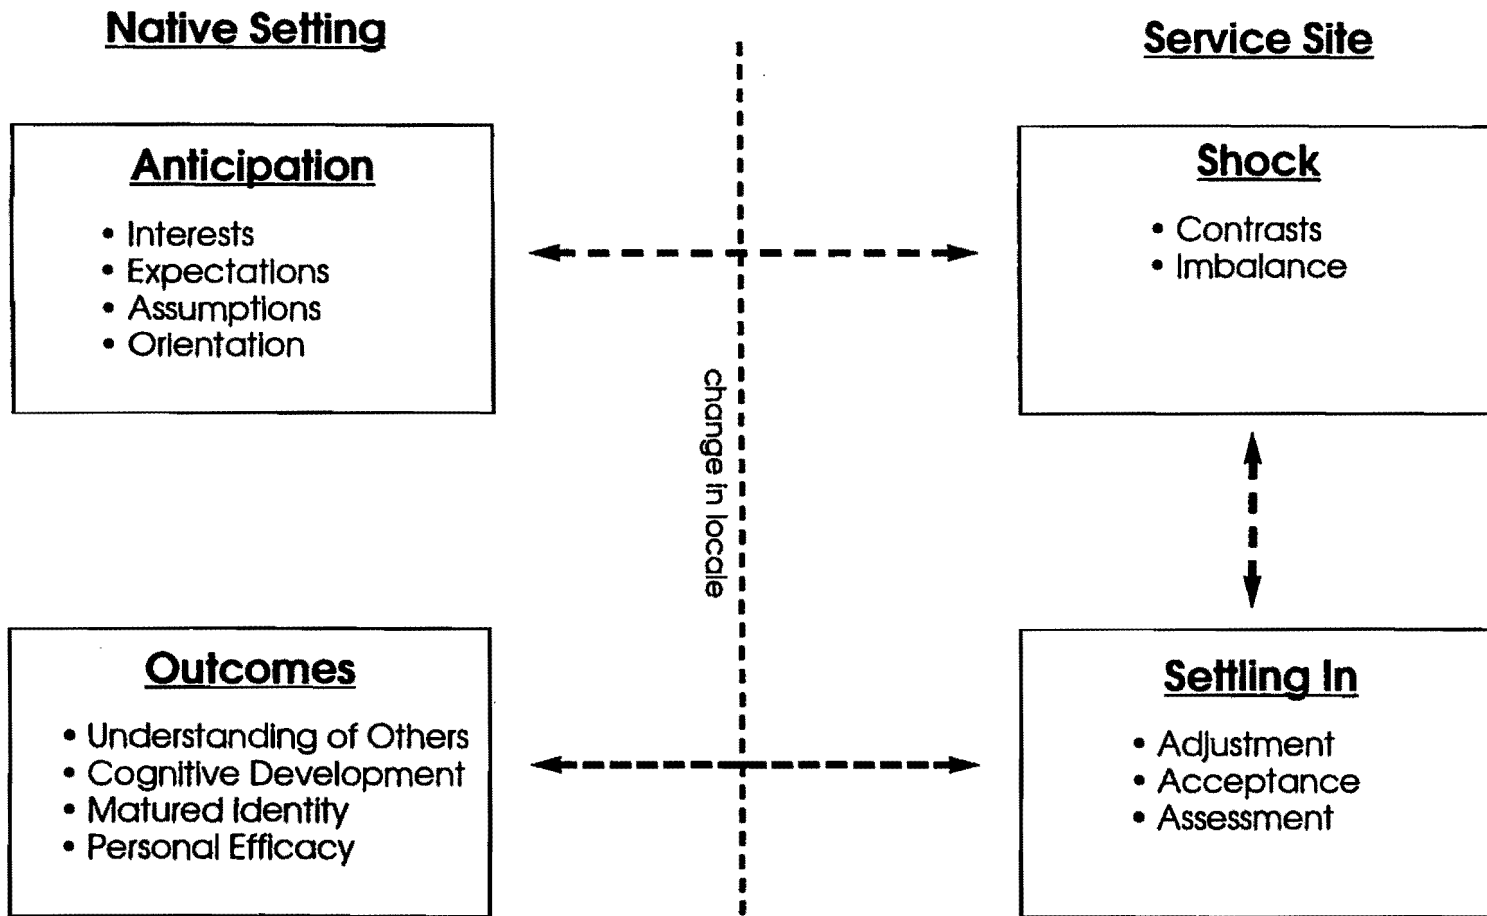 Native Setting
Service Site
Anticipation
• Interests
• Expectations
• Assumptions
• Orientation
Shock
• Contrasts
• Imbalance
change in locale
Outcomes
• Understanding of Others
• Cognitive Development
• Matured Identity
• Personal Efficacy
Settling In
• Adjustment
• Acceptance
• Assessment